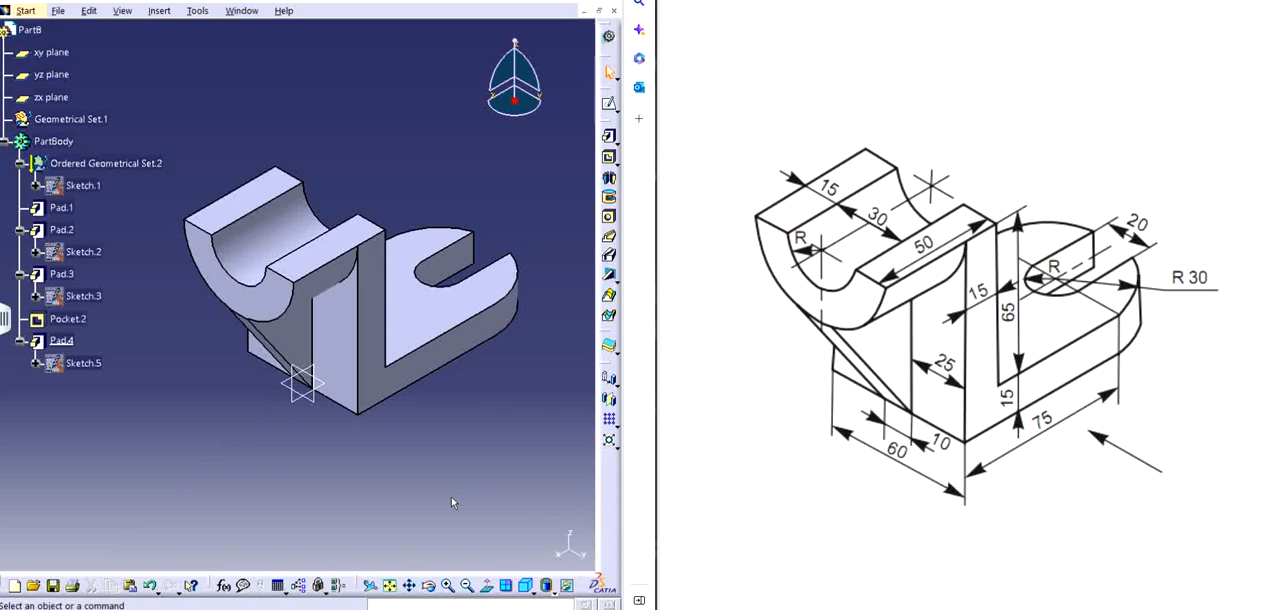 Start File Edit View Insert Tools Window Help
Part8
xy plane
yz plane
zx plane
Geometrical Set.1
PartBody
Ordered Geometrical Set.2
Sketch.1
Pad.1
Pad.2
Sketch.2
Pad.3
Sketch.3
Pocket.2
Pad.4
Sketch.5
z
x y
CATIA
Select an object or a command
15
30
R
50
20
R
R 30
15
65
25
15
75
10
60